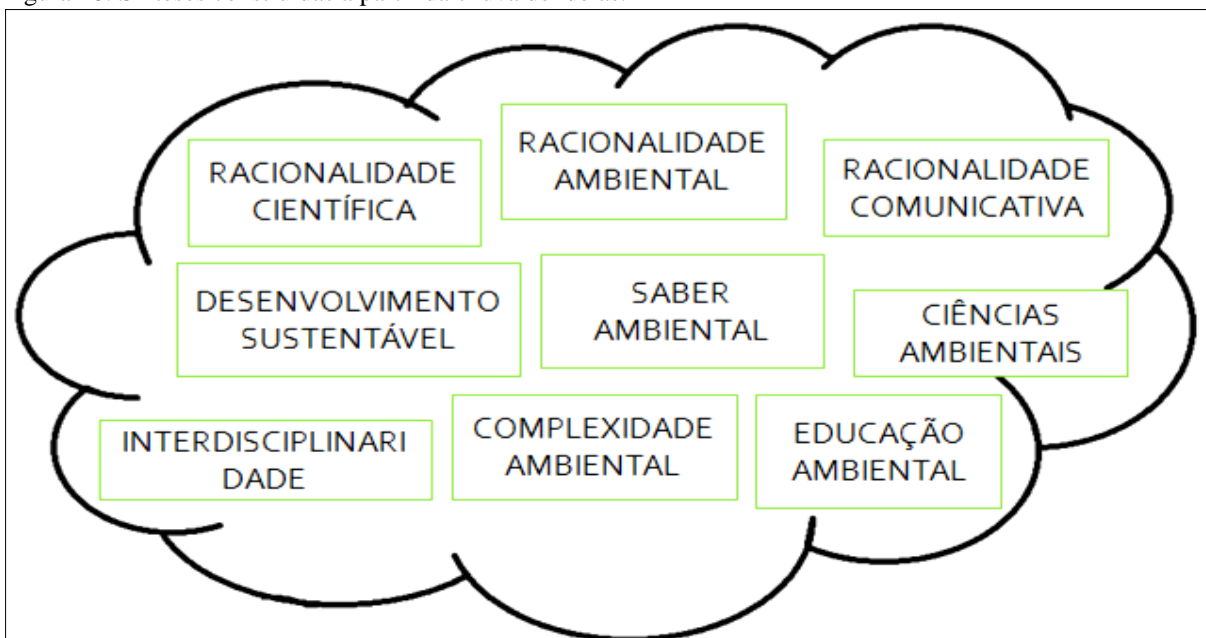 RACIONALIDADE
CIENTÍFICA
RACIONALIDADE
AMBIENTAL
RACIONALIDADE
COMUNICATIVA
DESENVOLVIMENTO
SUSTENTÁVEL
SABER
AMBIENTAL
CIÊNCIAS
AMBIENTAIS
INTERDISCIPLINARI
DADE
COMPLEXIDADE
AMBIENTAL
EDUCAÇÃO
AMBIENTAL